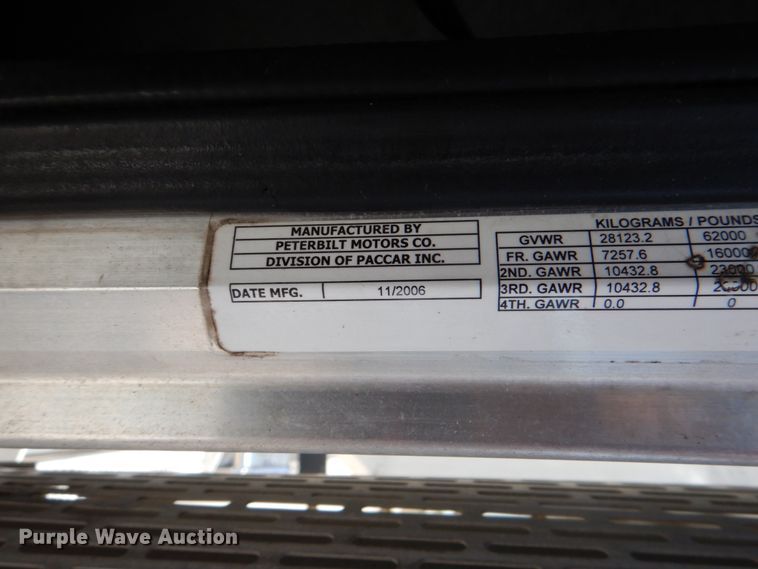 MANUFACTURED BY
PETERBILT MOTORS CO.
DIVISION OF PACCAR INC.
DATE MFG. 11/2006
KILOGRAMS / POUNDS
GVWR 28123.2 62000
FR. GAWR 7257.6 16000
2ND. GAWR 10432.8 23000
3RD. GAWR 10432.8
4TH. GAWR 0.0 0
Purple Wave Auction